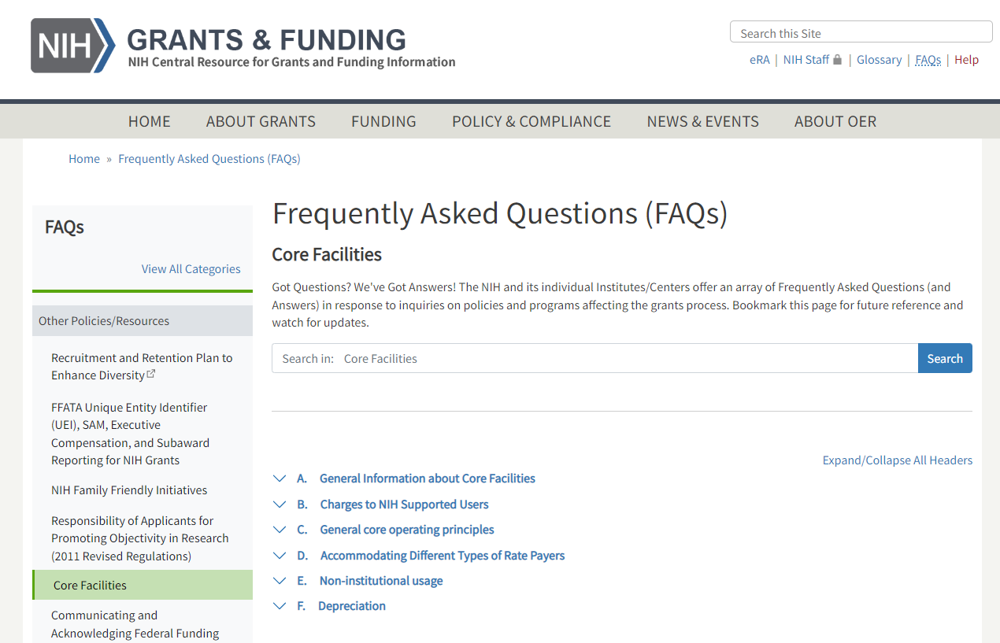 NIH
GRANTS & FUNDING
NIH Central Resource for Grants and Funding Information
Search this Site
eRA | NIH Staff | Glossary | FAQs | Help
HOME ABOUT GRANTS FUNDING POLICY & COMPLIANCE NEWS & EVENTS ABOUT OER
Home » Frequently Asked Questions (FAQs)
FAQs
View All Categories
Other Policies/Resources
Recruitment and Retention Plan to
Enhance Diversity
FFATA Unique Entity Identifier
(UEI), SAM, Executive
Compensation, and Subaward
Reporting for NIH Grants
NIH Family Friendly Initiatives
Responsibility of Applicants for
Promoting Objectivity in Research
(2011 Revised Regulations)
Core Facilities
Communicating and
Acknowledging Federal Funding
Frequently Asked Questions (FAQs)
Core Facilities
Got Questions? We've Got Answers! The NIH and its individual Institutes/Centers offer an array of Frequently Asked Questions (and
Answers) in response to inquiries on policies and programs affecting the grants process. Bookmark this page for future reference and
watch for updates.
Search in: Core Facilities Search
Expand/Collapse All Headers
A. General Information about Core Facilities
B. Charges to NIH Supported Users
C. General core operating principles
D. Accommodating Different Types of Rate Payers
E. Non-institutional usage
F. Depreciation